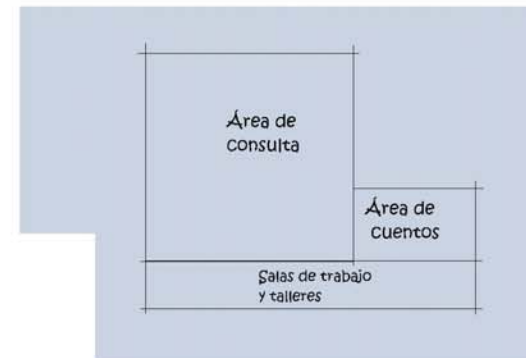 Área de
consulta
Área de
cuentos
Salas de trabajo
y talleres